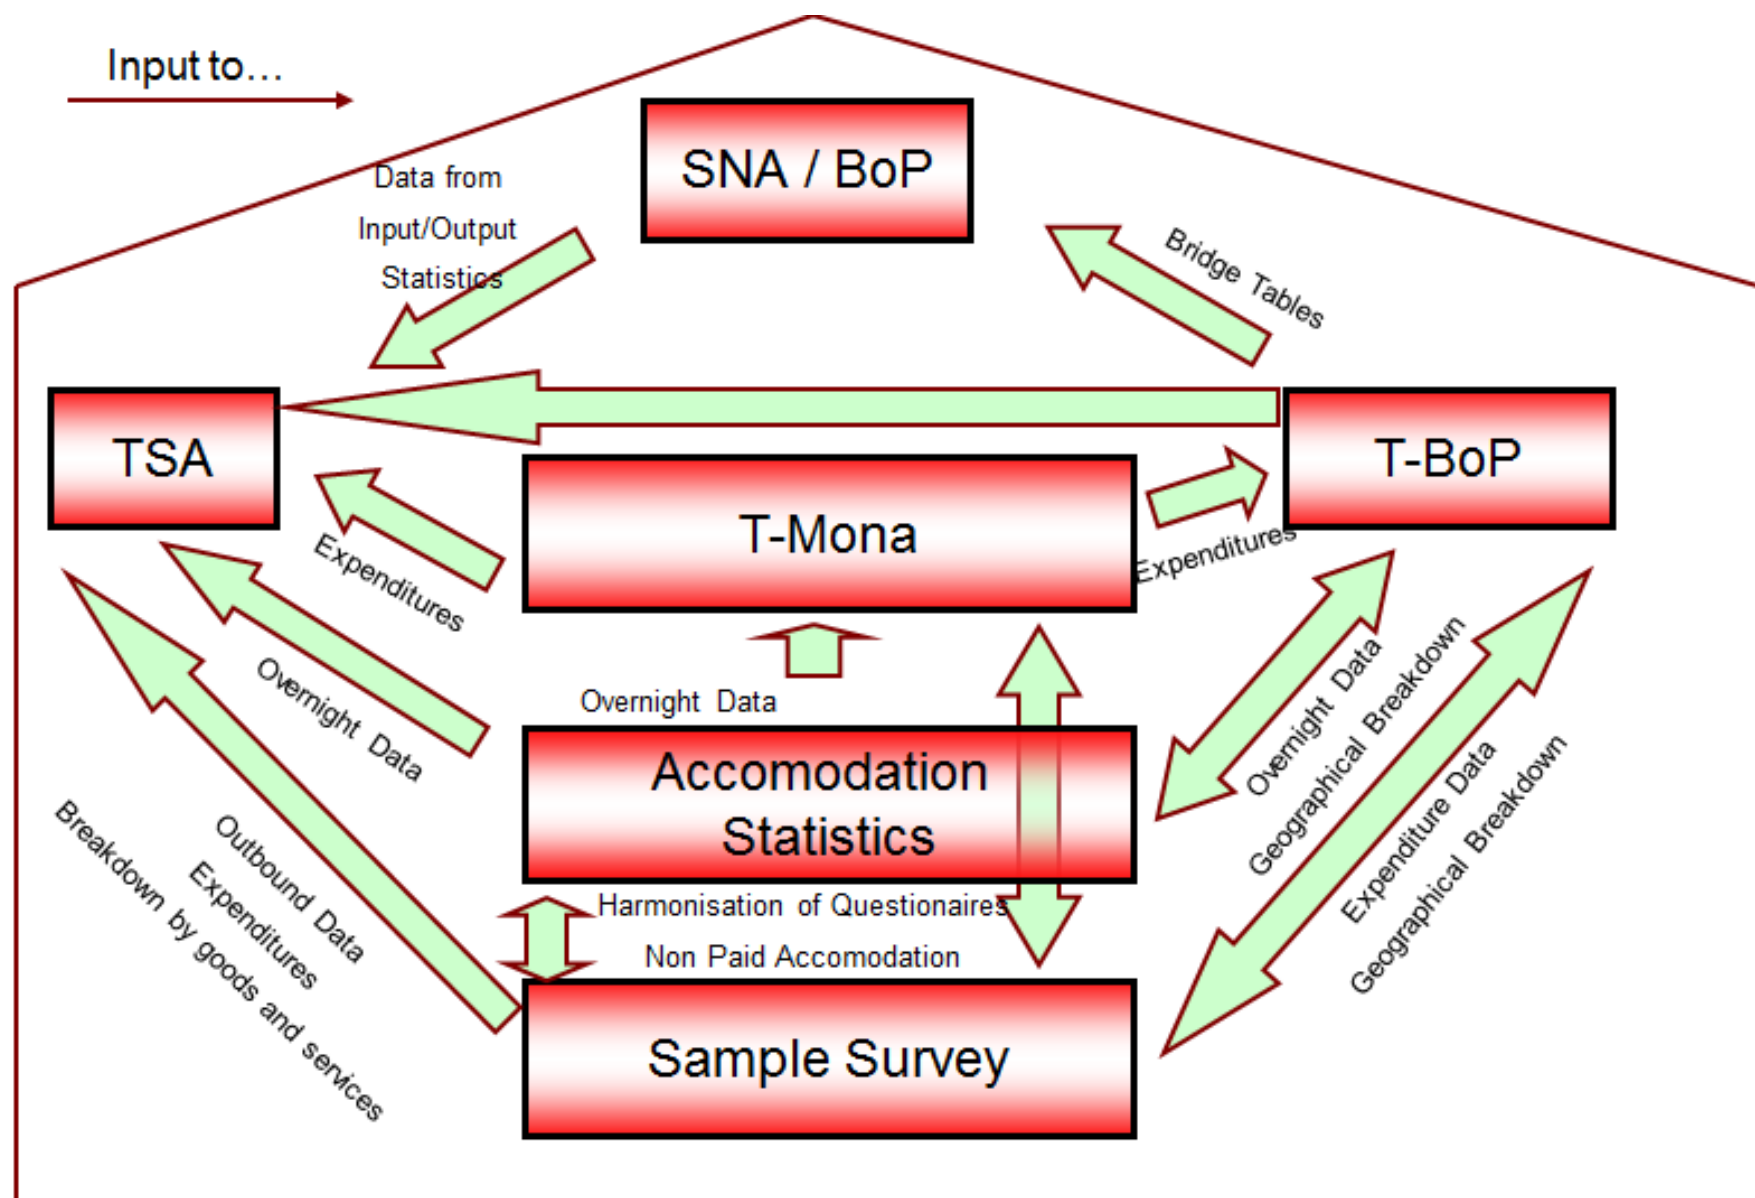 Input to…
SNA / BoP
Data from
Input/Output
Statistics
Bridge Tables
TSA
T-BoP
T-Mona
Expenditures
Expenditures
Overnight Data
Overnight Data
Overnight Data
Geographical Breakdown
Accomodation
Statistics
Expenditure Data
Geographical Breakdown
Outbound Data
Expenditures
Breakdown by goods and services
Harmonisation of Questionaires
Non Paid Accomodation
Sample Survey